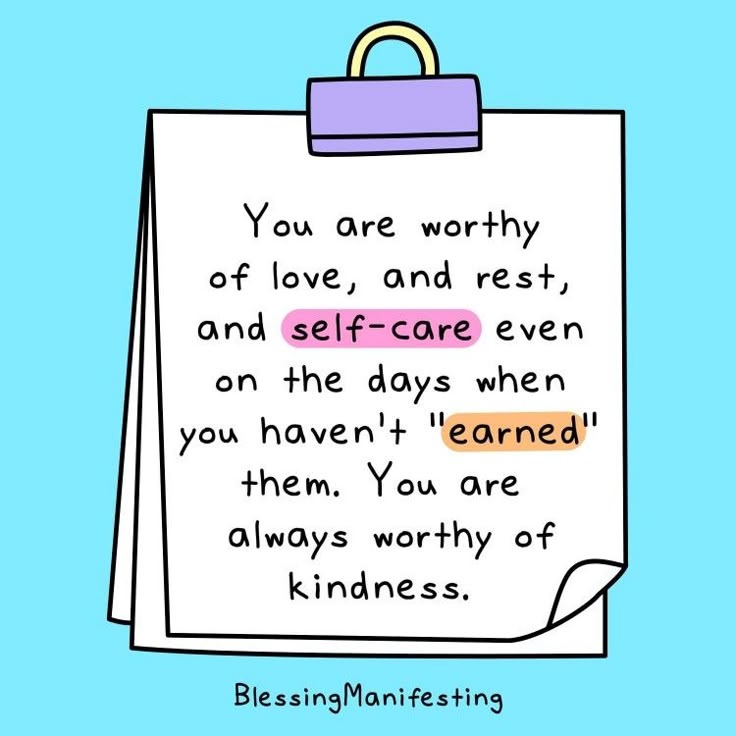 You are worthy
of love, and rest,
and self-care even
on the days when
you haven't "earned"
them. You are
always worthy of
kindness.
BlessingManifesting